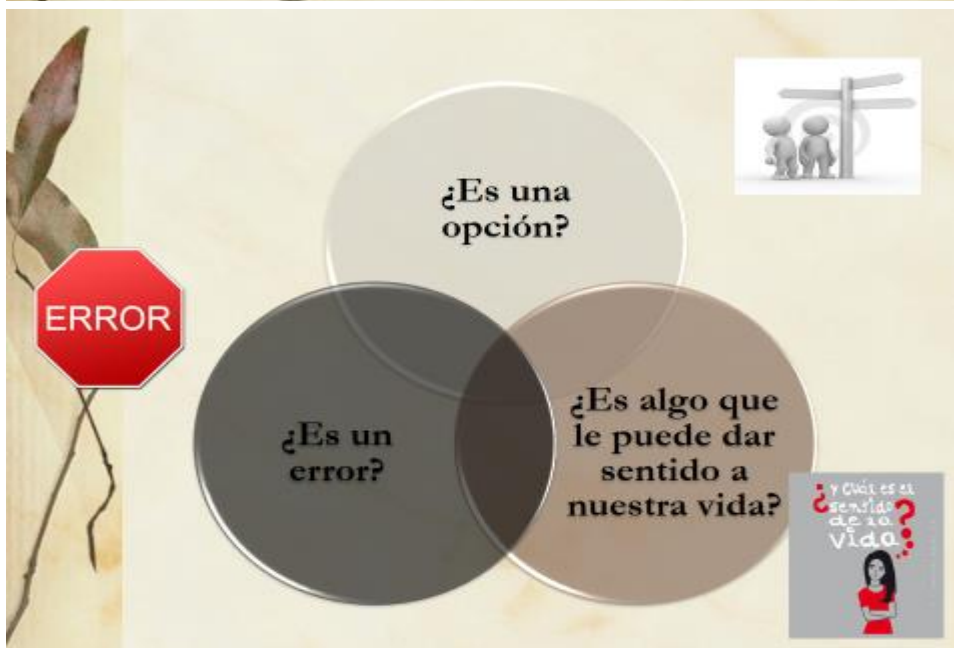 ¿Es una
opción?
ERROR
¿Es un
error?
¿Es algo que
le puede dar
sentido a
nuestra vida?
¿y cuál es el
sentido
de la
vida?